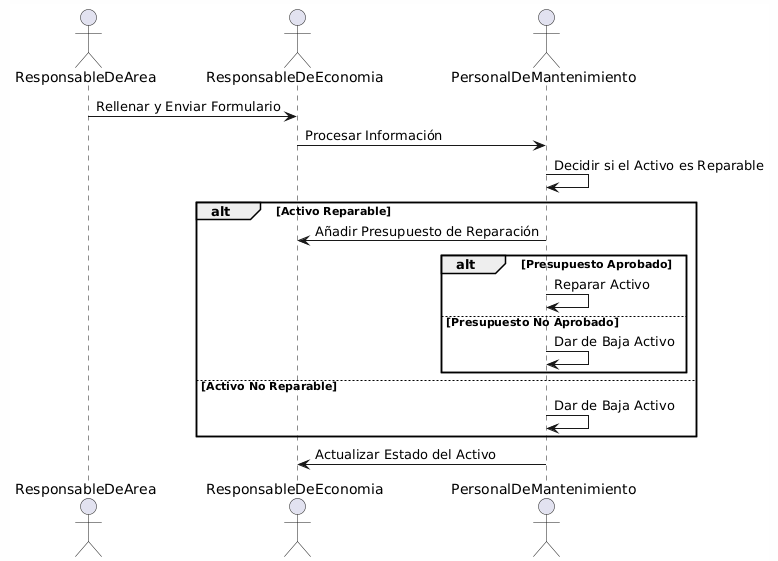 ResponsableDeArea ResponsableDeEconomia PersonalDeMantenimiento
Rellenar y Enviar Formulario
Procesar Información
Decidir si el Activo es Reparable
alt [Activo Reparable]
Añadir Presupuesto de Reparación
alt [Presupuesto Aprobado]
Reparar Activo
[Presupuesto No Aprobado]
Dar de Baja Activo
[Activo No Reparable]
Dar de Baja Activo
Actualizar Estado del Activo
ResponsableDeArea ResponsableDeEconomia PersonalDeMantenimiento